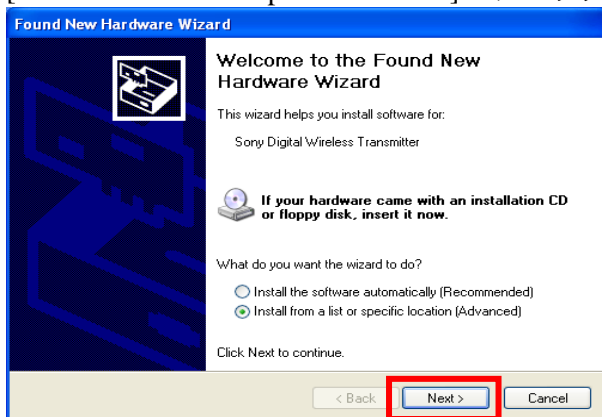 Found New Hardware Wizard
Welcome to the Found New
Hardware Wizard
This wizard helps you install software for:
Sony Digital Wireless Transmitter
If your hardware came with an installation CD
or floppy disk, insert it now.
What do you want the wizard to do?
Install the software automatically (Recommended)
Install from a list or specific location (Advanced)
Click Next to continue.
< Back
Next >
Cancel